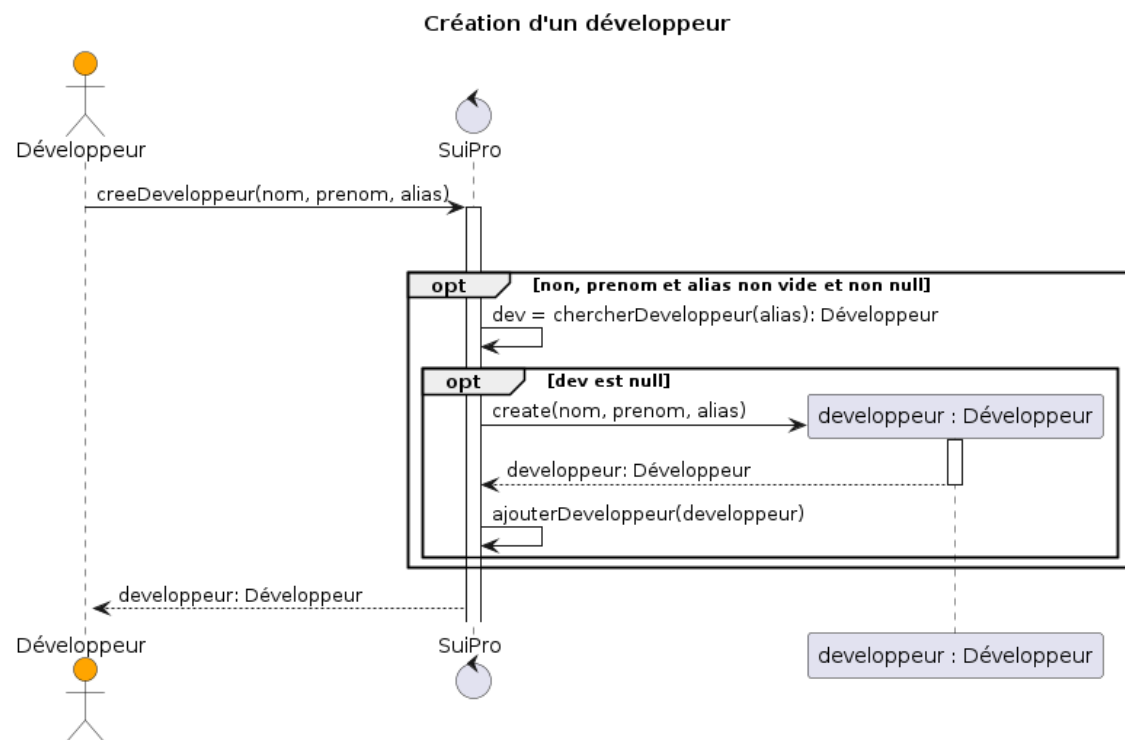 Création d'un développeur
Développeur
SuiPro
creeDeveloppeur(nom, prenom, alias)
opt [non, prenom et alias non vide et non null]
dev = chercherDeveloppeur(alias): Développeur
opt [dev est null]
create(nom, prenom, alias)
developpeur : Développeur
developpeur: Développeur
ajouterDeveloppeur(developpeur)
developpeur: Développeur
Développeur
SuiPro
developpeur : Développeur